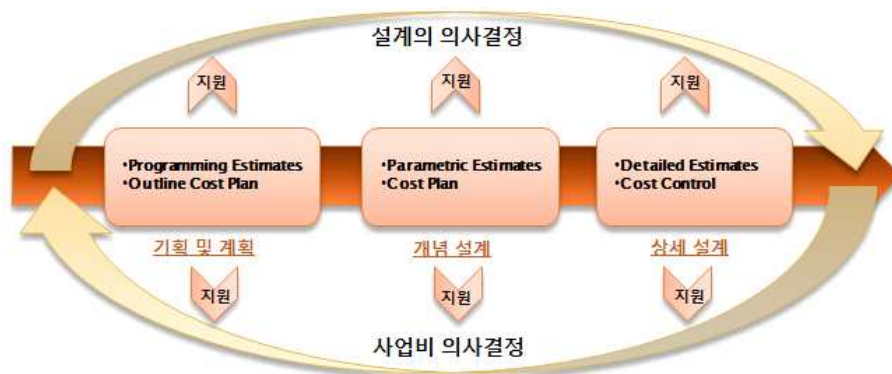 설계의 의사결정
지원
지원
지원
•Programming Estimates
•Outline Cost Plan
•Parametric Estimates
•Cost Plan
•Detailed Estimates
•Cost Control
기획 및 계획
개념 설계
상세 설계
지원
지원
지원
사업비 의사결정